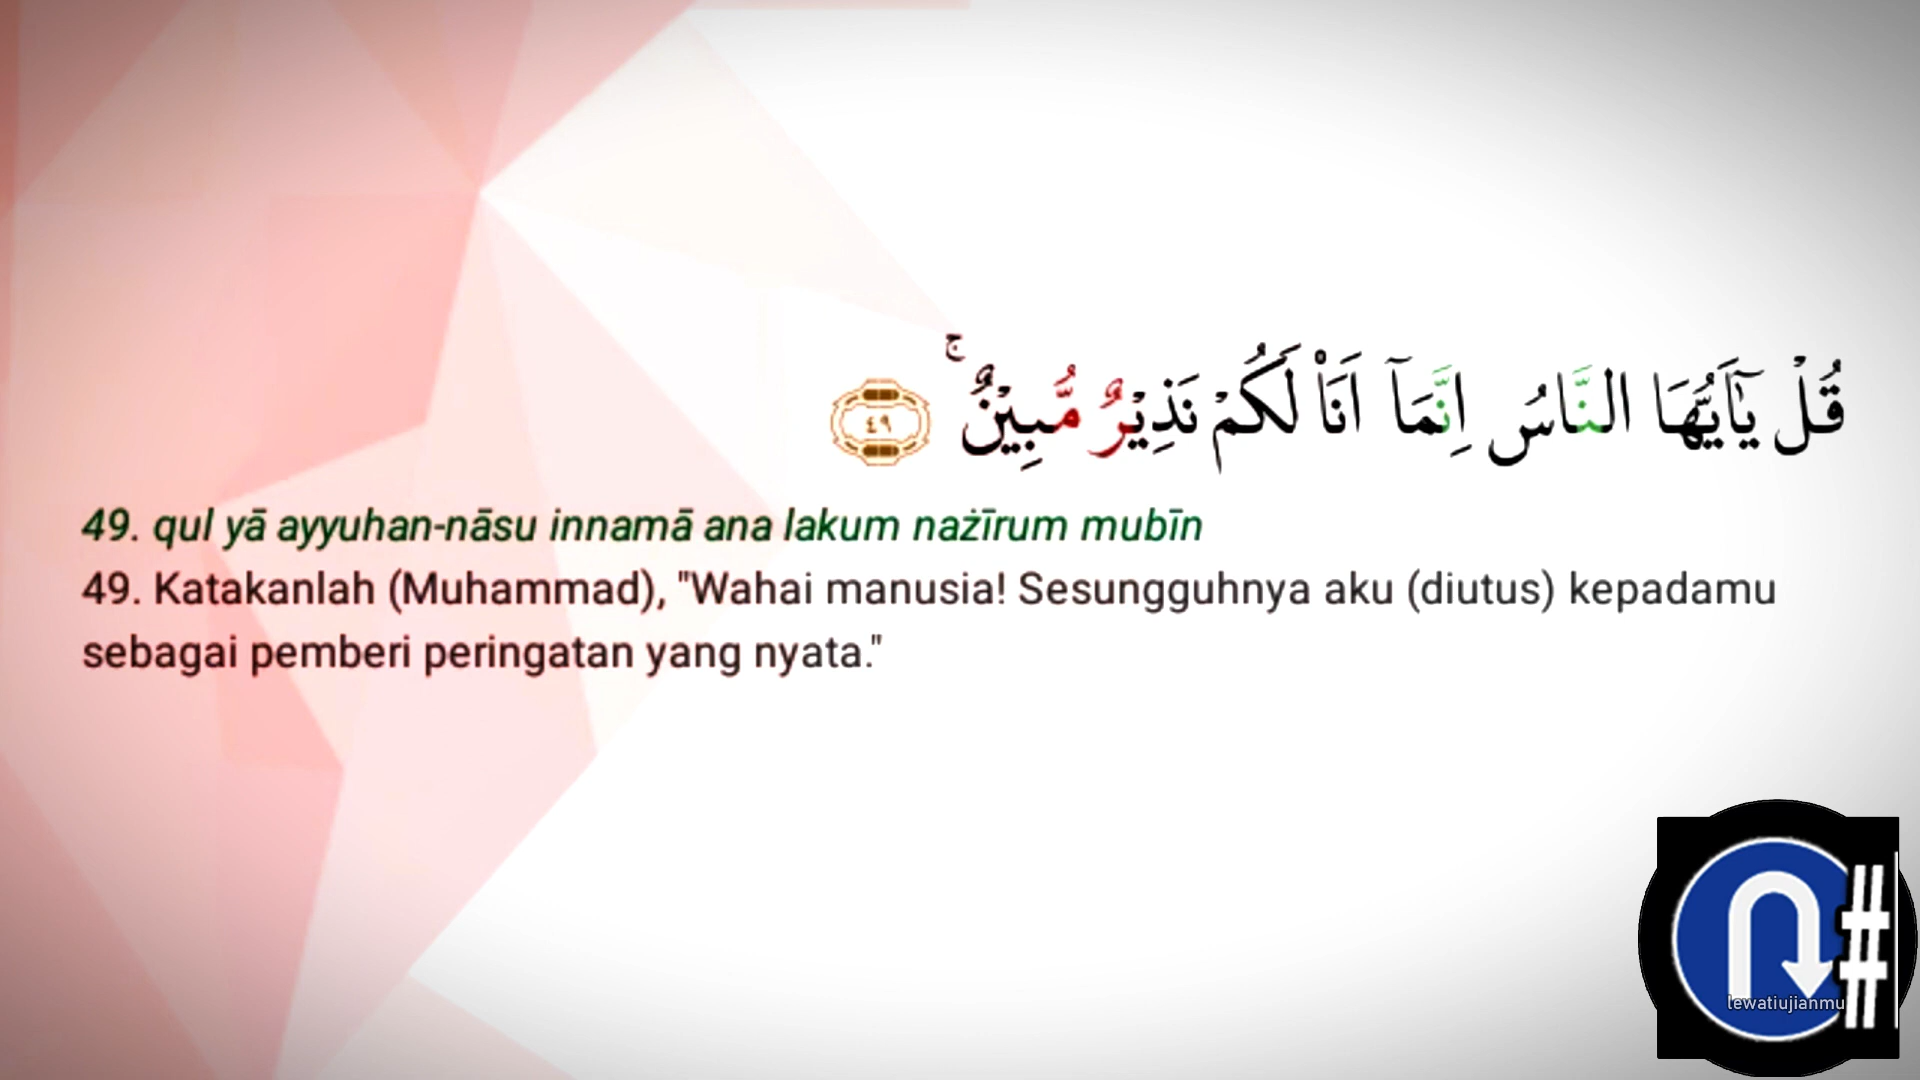 قُلْ يٰٓاَيُّهَا النَّاسُ اِنَّمَآ اَنَا۠ لَكُمْ نَذِيْرٌ مُّبِيْنٌ ۚ ٤٩
49. qul yā ayyuhan-nāsu innamā ana lakum nażīrum mubīn
49. Katakanlah (Muhammad), "Wahai manusia! Sesungguhnya aku (diutus) kepadamu
sebagai pemberi peringatan yang nyata."
#
lewatiujianmu